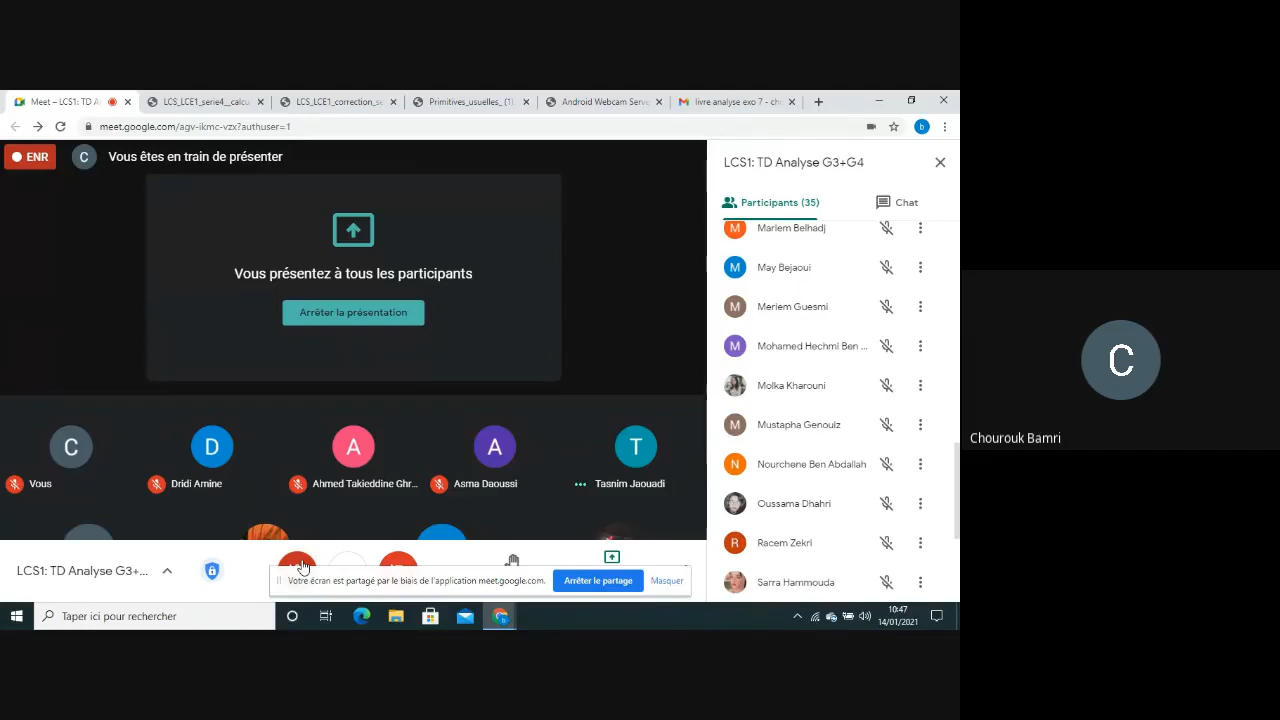 Meet – LCS1: TD A
LCS_LCE1_serie4__calcu
LCS_LCE1_correction_se
Primitives_usuelles_ (1)
Android Webcam Serve
livre analyse exo 7 - ch
meet.google.com/agv-ikmc-vzx?authuser=1
b
ENR
C
Vous êtes en train de présenter
Vous présentez à tous les participants
Arrêter la présentation
C
D
A
A
T
Vous
Dridi Amine
Ahmed Takieddine Ghr...
Asma Daoussi
Tasnim Jaouadi
LCS1: TD Analyse G3+...
Votre écran est partagé par le biais de l'application meet.google.com.
Arrêter le partage
Masquer
LCS1: TD Analyse G3+G4
Participants (35)
Chat
M
Mariem Belhadj
M
May Bejaoui
M
Meriem Guesmi
M
Mohamed Hechmi Ben ...
Molka Kharouni
M
Mustapha Genouiz
N
Nourchene Ben Abdallah
Oussama Dhahri
R
Racem Zekri
Sarra Hammouda
Taper ici pour rechercher
10:47
14/01/2021
C
Chourouk Bamri